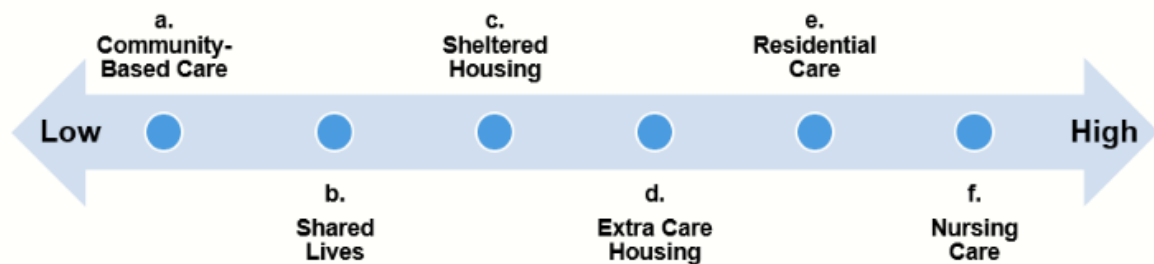 a.
Community-
Based Care
c.
Sheltered
Housing
e.
Residential
Care
Low
High
b.
Shared
Lives
d.
Extra Care
Housing
f.
Nursing
Care